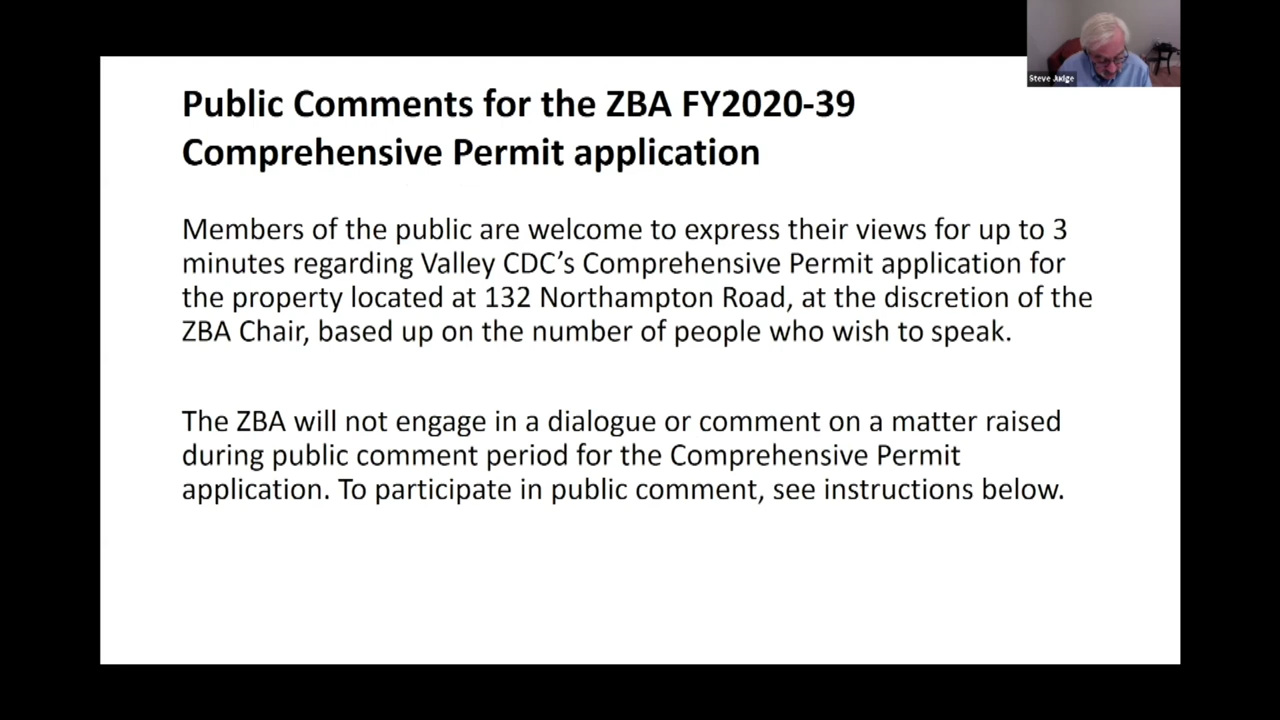 Steve Judge
Public Comments for the ZBA FY2020-39
Comprehensive Permit application
Members of the public are welcome to express their views for up to 3
minutes regarding Valley CDC’s Comprehensive Permit application for
the property located at 132 Northampton Road, at the discretion of the
ZBA Chair, based up on the number of people who wish to speak.
The ZBA will not engage in a dialogue or comment on a matter raised
during public comment period for the Comprehensive Permit
application. To participate in public comment, see instructions below.